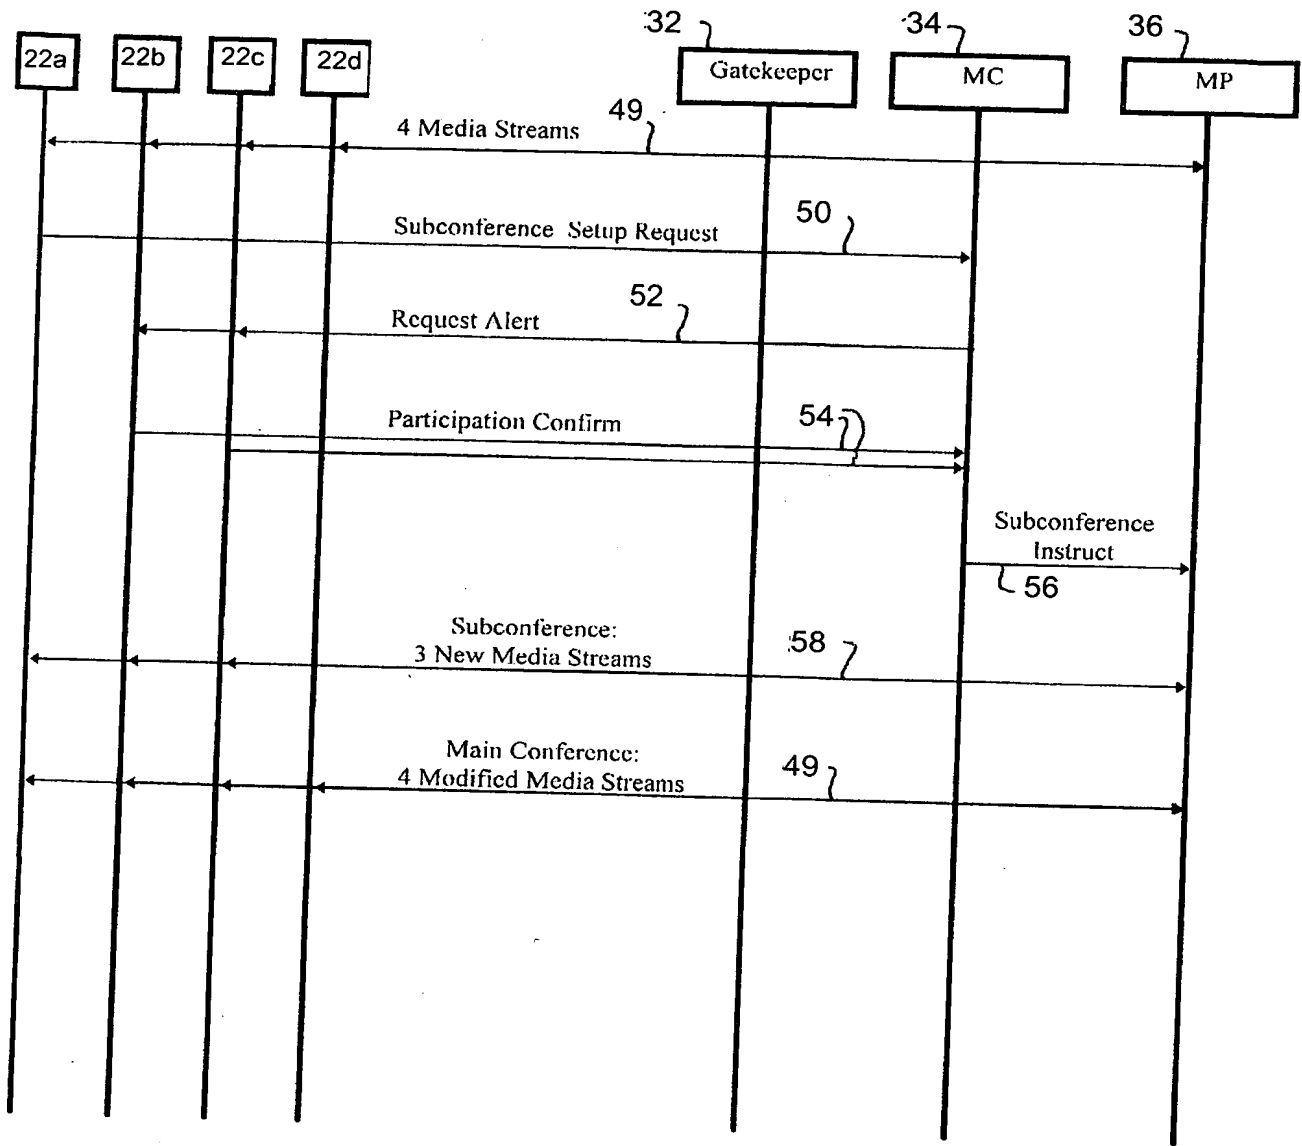 32
34
36
22a
22b
22c
22d
Gatekeeper
MC
MP
4 Media Streams
49
Subconference Setup Request
50
52
Request Alert
Participation Confirm
54
Subconference
Instruct
56
Subconference:
3 New Media Streams
58
Main Conference:
4 Modified Media Streams
49